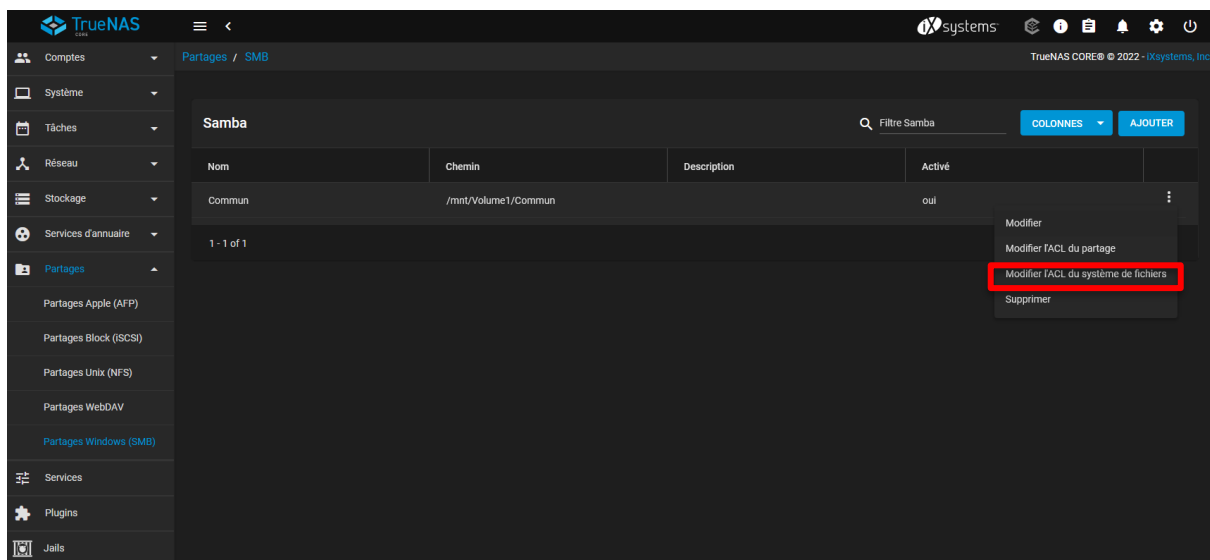 TrueNAS
CORE
iXsystems
Comptes
Partages / SMB
TrueNAS CORE® © 2022 - iXsystems, Inc
Système
Tâches
Samba
Filtre Samba
COLONNES
AJOUTER
Réseau
Nom
Chemin
Description
Activé
Stockage
Commun
/mnt/Volume1/Commun
oui
Services d'annuaire
1 - 1 of 1
Modifier
Modifier l'ACL du partage
Modifier l'ACL du système de fichiers
Supprimer
Partages
Partages Apple (AFP)
Partages Block (iSCSI)
Partages Unix (NFS)
Partages WebDAV
Partages Windows (SMB)
Services
Plugins
Jails